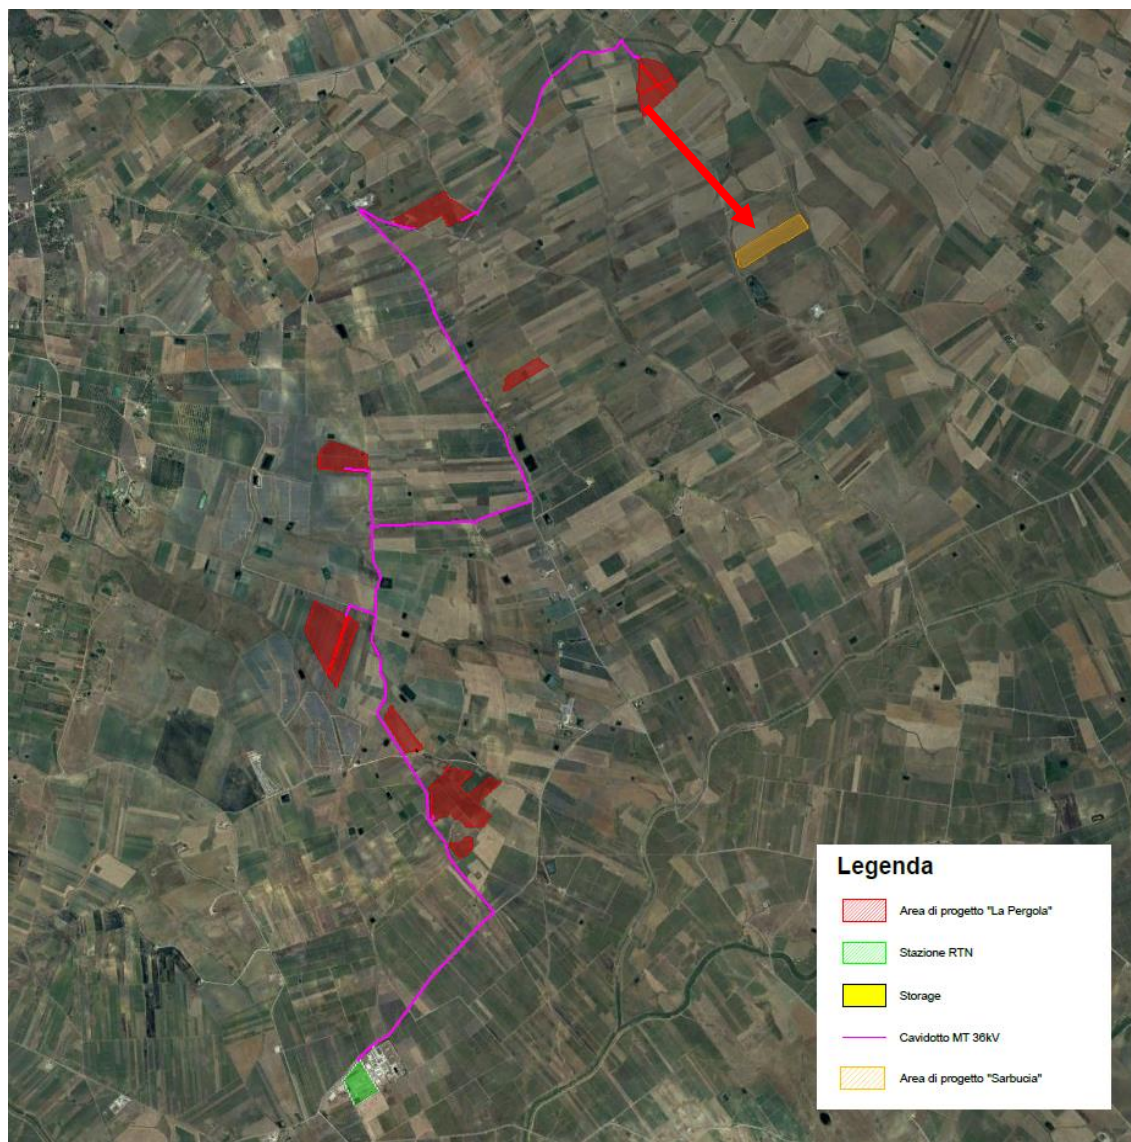 Legenda
Area di progetto "La Pergola"
Stazione RTN
Storage
Cavidotto MT 36kV
Area di progetto "Sarbucia"